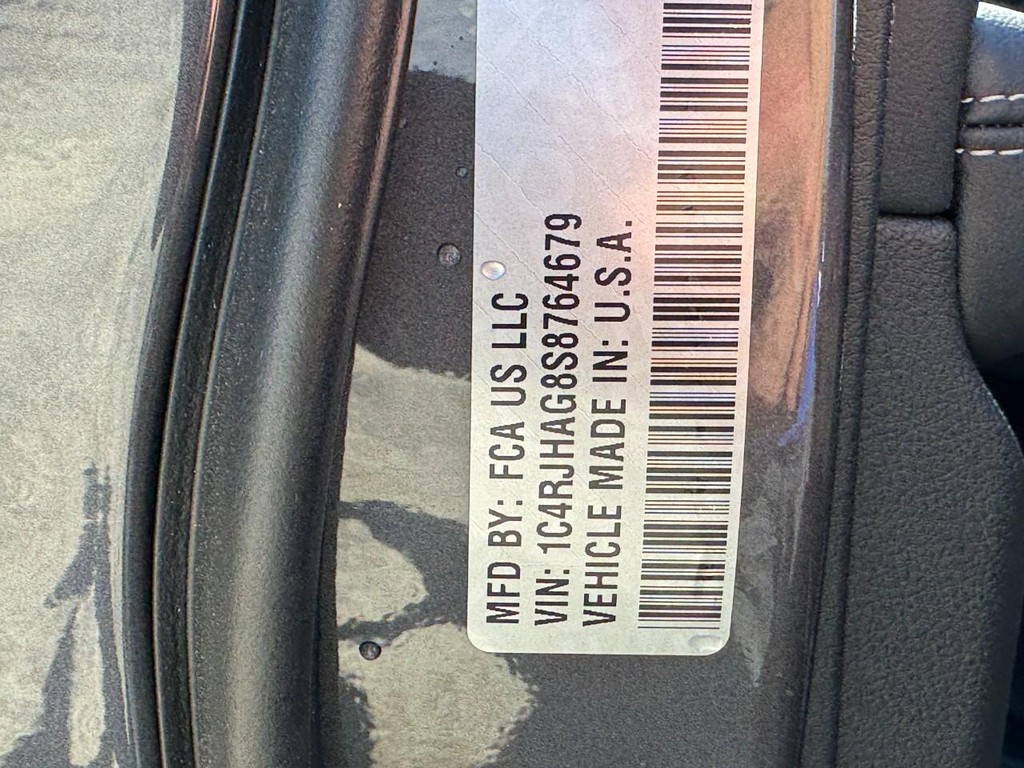 MFD BY: FCA US LLC
VIN: 1C4RJHAG8S8764679
VEHICLE MADE IN: U.S.A.